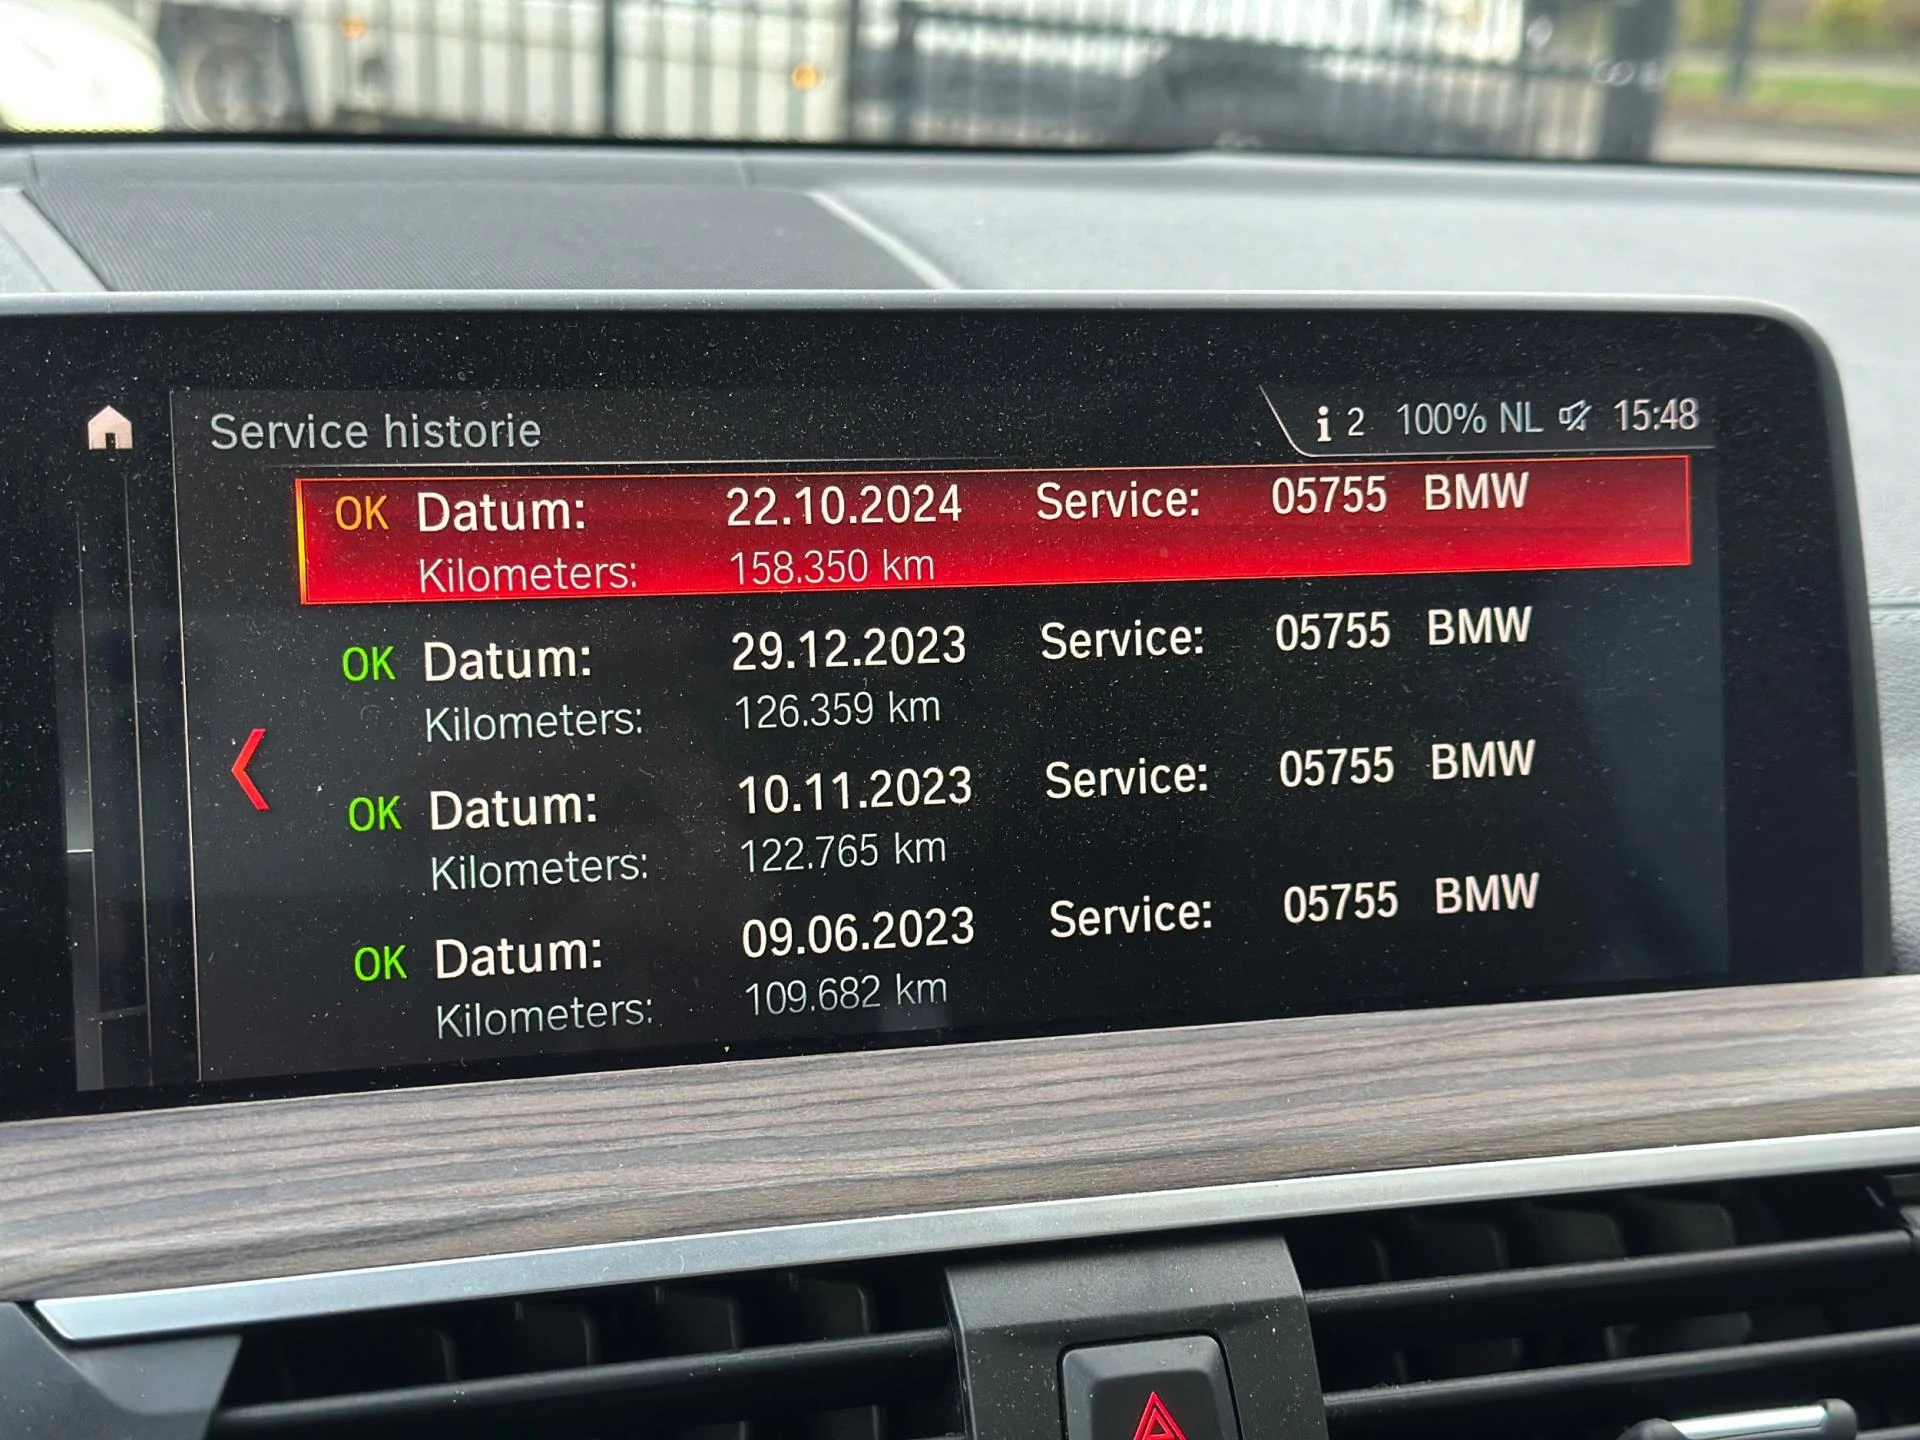 Service historie
i 2 100% NL 15:48
OK Datum: 22.10.2024 Service: 05755 BMW
Kilometers: 158.350 km
OK Datum: 29.12.2023 Service: 05755 BMW
Kilometers: 126.359 km
OK Datum: 10.11.2023 Service: 05755 BMW
Kilometers: 122.765 km
OK Datum: 09.06.2023 Service: 05755 BMW
Kilometers: 109.682 km